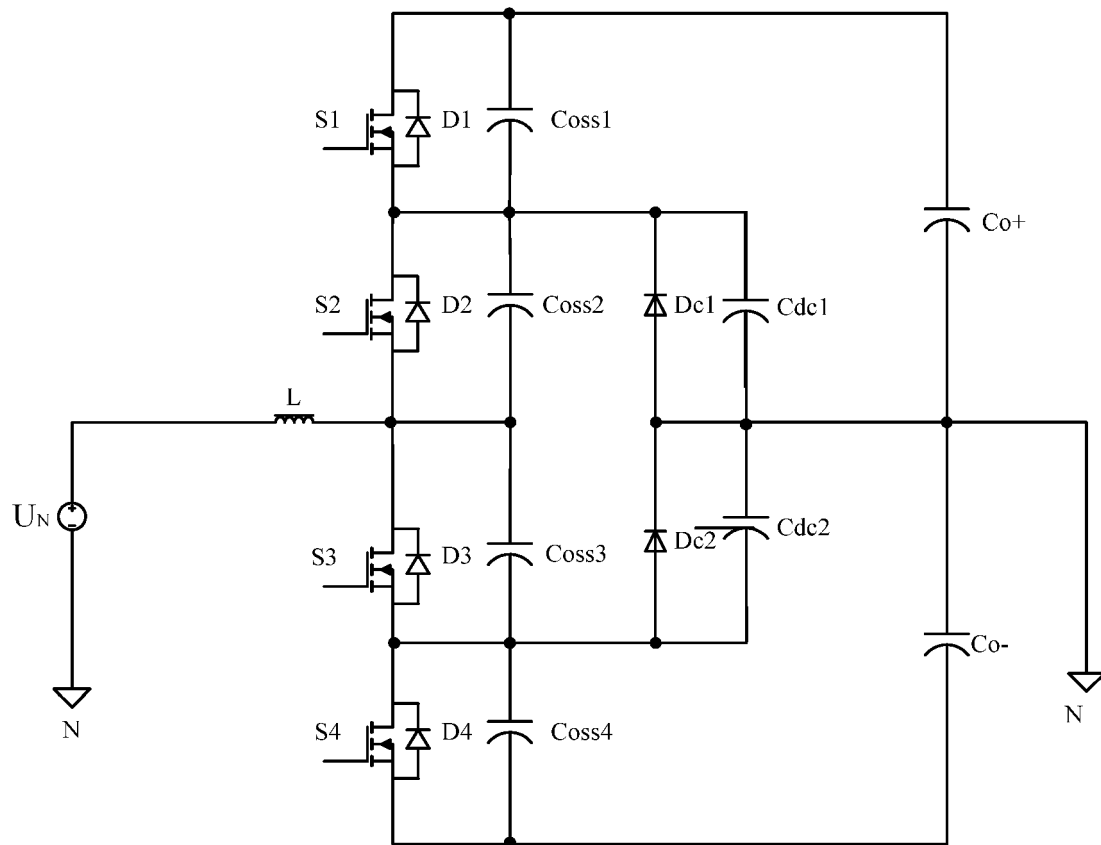 S1
D1
Coss1
Co+
S2
D2
Coss2
Dc1
Cdc1
L
UN
S3
D3
Coss3
Dc2
Cdc2
Co-
N
N
S4
D4
Coss4